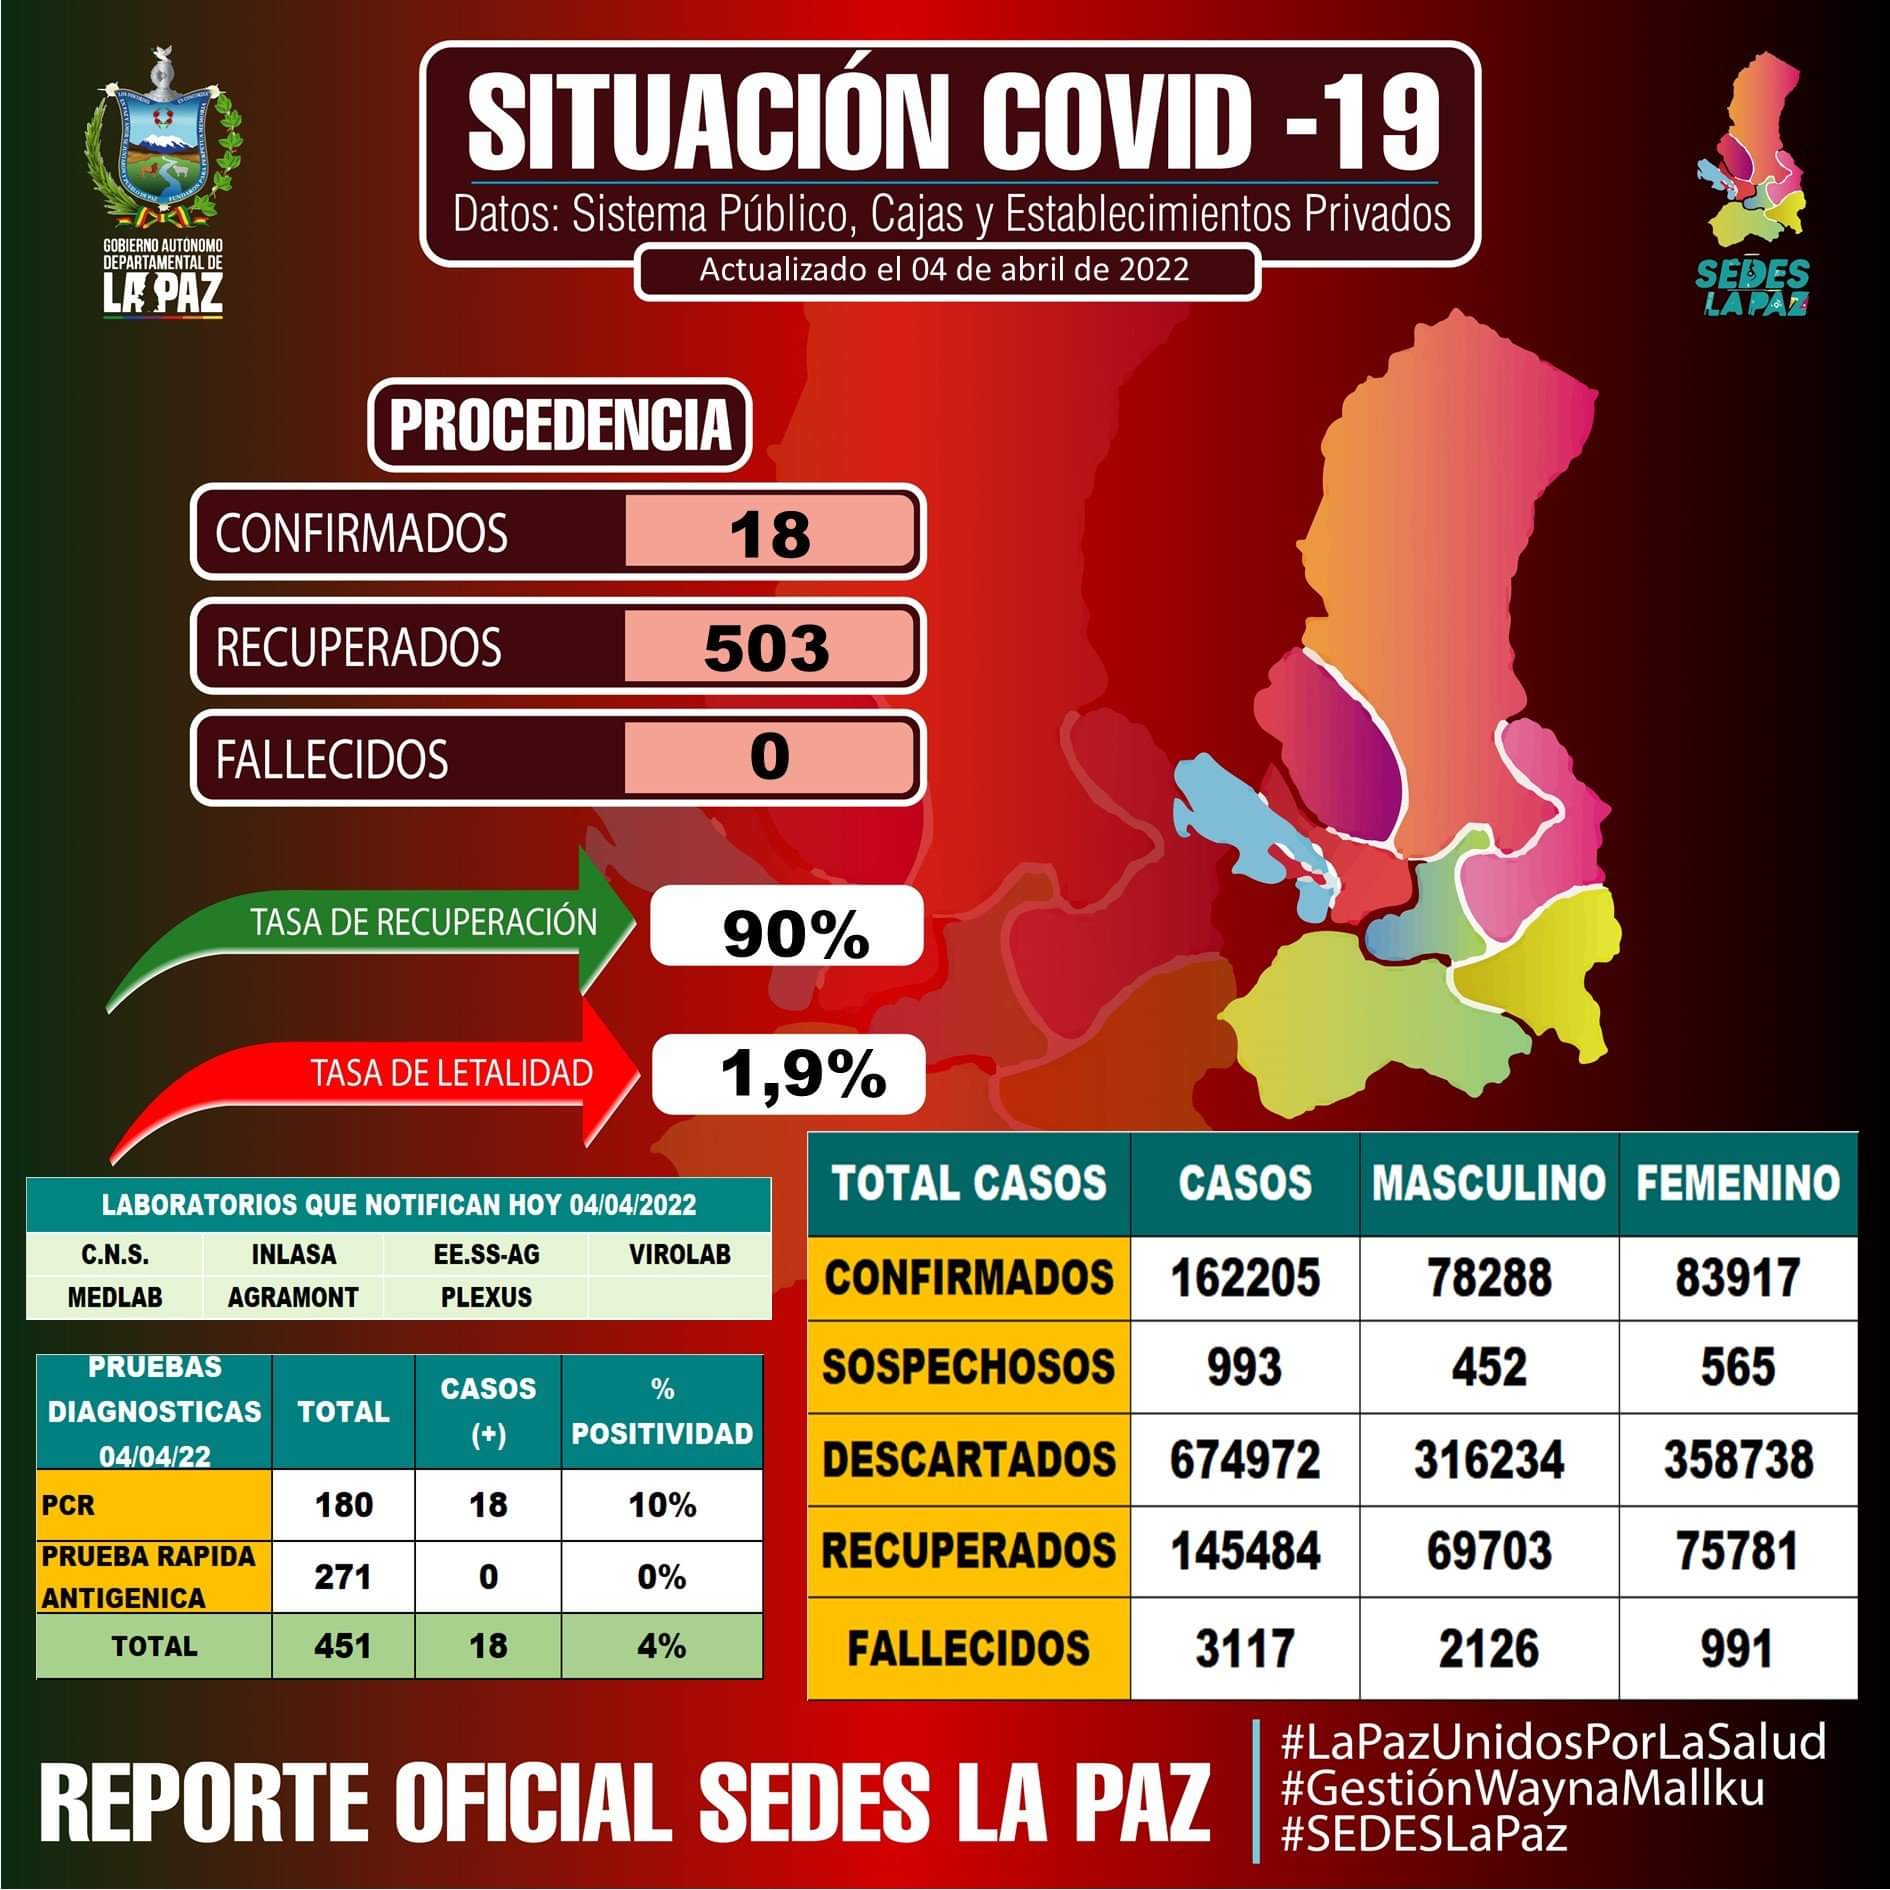 SITUACIÓN COVID -19
Datos: Sistema Público, Cajas y Establecimientos Privados
Actualizado el 04 de abril de 2022
GOBIERNO AUTÓNOMO
DEPARTAMENTAL DE
LA PAZ
SEDES
LA PAZ
PROCEDENCIA
CONFIRMADOS 18
RECUPERADOS 503
FALLECIDOS 0
TASA DE RECUPERACIÓN 90%
TASA DE LETALIDAD 1,9%
LABORATORIOS QUE NOTIFICAN HOY 04/04/2022
C.N.S. INLASA EE.SS-AG VIROLAB
MEDLAB AGRAMONT PLEXUS
PRUEBAS DIAGNOSTICAS 04/04/22 TOTAL CASOS (+) % POSITIVIDAD
PCR 180 18 10%
PRUEBA RAPIDA ANTIGENICA 271 0 0%
TOTAL 451 18 4%
TOTAL CASOS CASOS MASCULINO FEMENINO
CONFIRMADOS 162205 78288 83917
SOSPECHOSOS 993 452 565
DESCARTADOS 674972 316234 358738
RECUPERADOS 145484 69703 75781
FALLECIDOS 3117 2126 991
REPORTE OFICIAL SEDES LA PAZ
#LaPazUnidosPorLaSalud
#GestiónWaynaMallku
#SEDESLaPaz